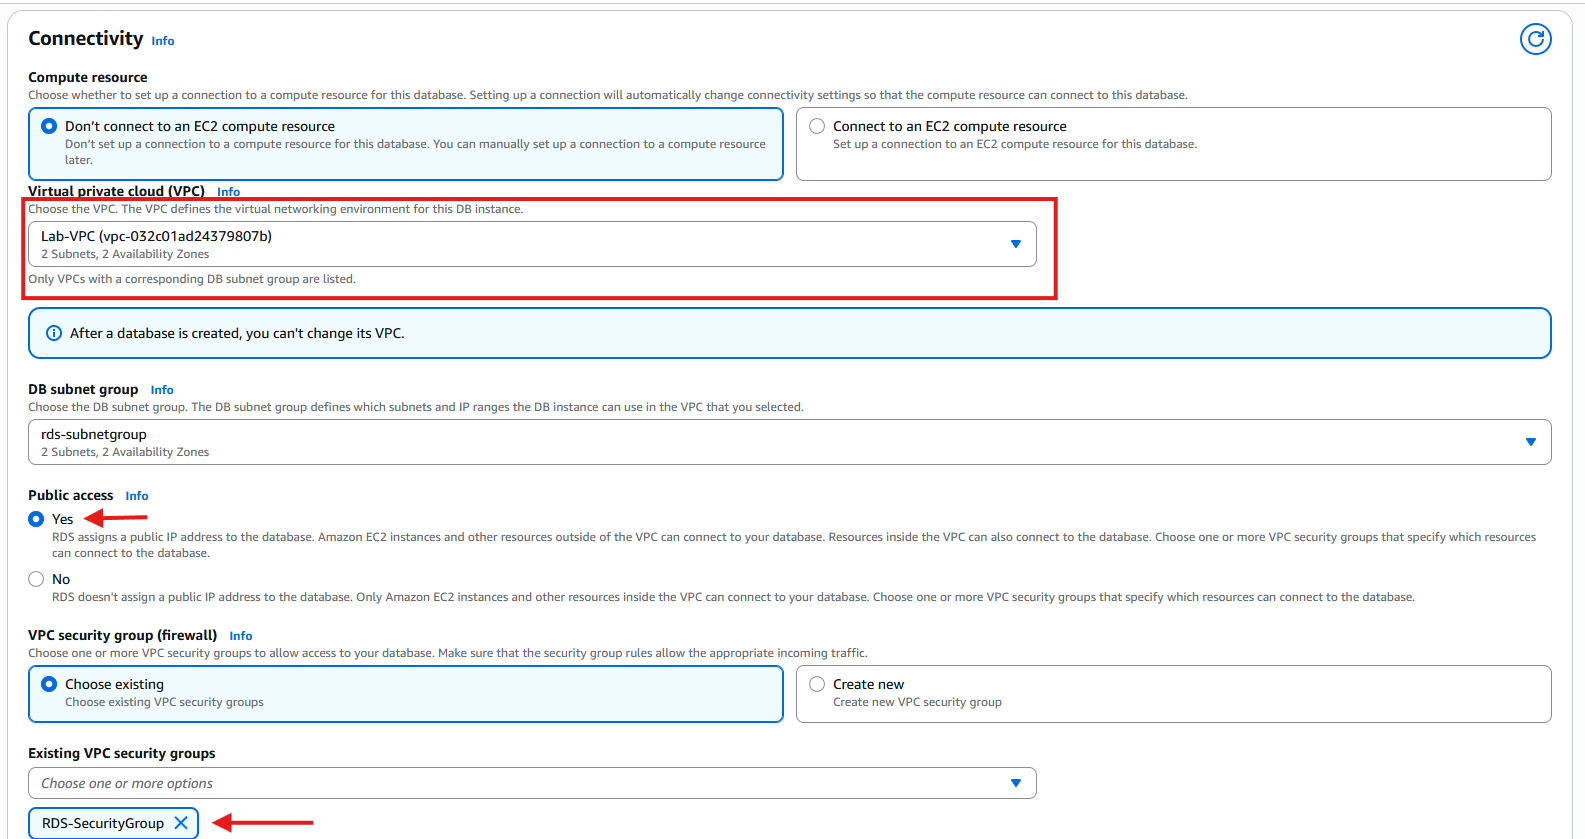 Connectivity Info
Compute resource
Choose whether to set up a connection to a compute resource for this database. Setting up a connection will automatically change connectivity settings so that the compute resource can connect to this database.
Don't connect to an EC2 compute resource
Don't set up a connection to a compute resource for this database. You can manually set up a connection to a compute resource
later.
Connect to an EC2 compute resource
Set up a connection to an EC2 compute resource for this database.
Virtual private cloud (VPC) Info
Choose the VPC. The VPC defines the virtual networking environment for this DB instance.
Lab-VPC (vpc-032c01ad24379807b)
2 Subnets, 2 Availability Zones
Only VPCs with a corresponding DB subnet group are listed.
After a database is created, you can't change its VPC.
DB subnet group Info
Choose the DB subnet group. The DB subnet group defines which subnets and IP ranges the DB instance can use in the VPC that you selected.
rds-subnetgroup
2 Subnets, 2 Availability Zones
Public access Info
Yes
RDS assigns a public IP address to the database. Amazon EC2 instances and other resources outside of the VPC can connect to your database. Resources inside the VPC can also connect to the database. Choose one or more VPC security groups that specify which resources
can connect to the database.
No
RDS doesn't assign a public IP address to the database. Only Amazon EC2 instances and other resources inside the VPC can connect to your database. Choose one or more VPC security groups that specify which resources can connect to the database.
VPC security group (firewall) Info
Choose one or more VPC security groups to allow access to your database. Make sure that the security group rules allow the appropriate incoming traffic.
Choose existing
Choose existing VPC security groups
Create new
Create new VPC security group
Existing VPC security groups
Choose one or more options
RDS-SecurityGroup